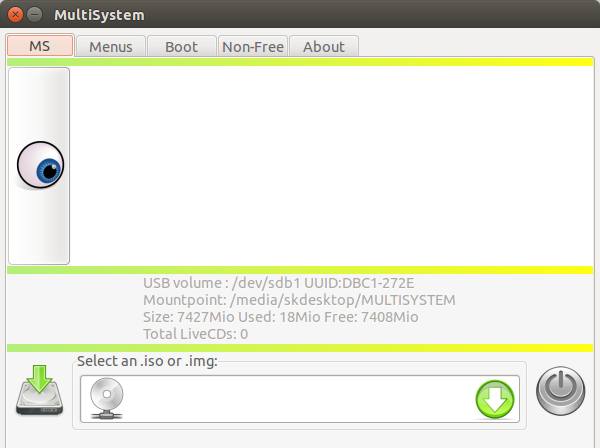 MultiSystem
MS Menus Boot Non-Free About
USB volume : /dev/sdb1 UUID:DBC1-272E
Mountpoint: /media/skdesktop/MULTISYSTEM
Size: 7427Mio Used: 18Mio Free: 7408Mio
Total LiveCDs: 0
Select an .iso or .img: